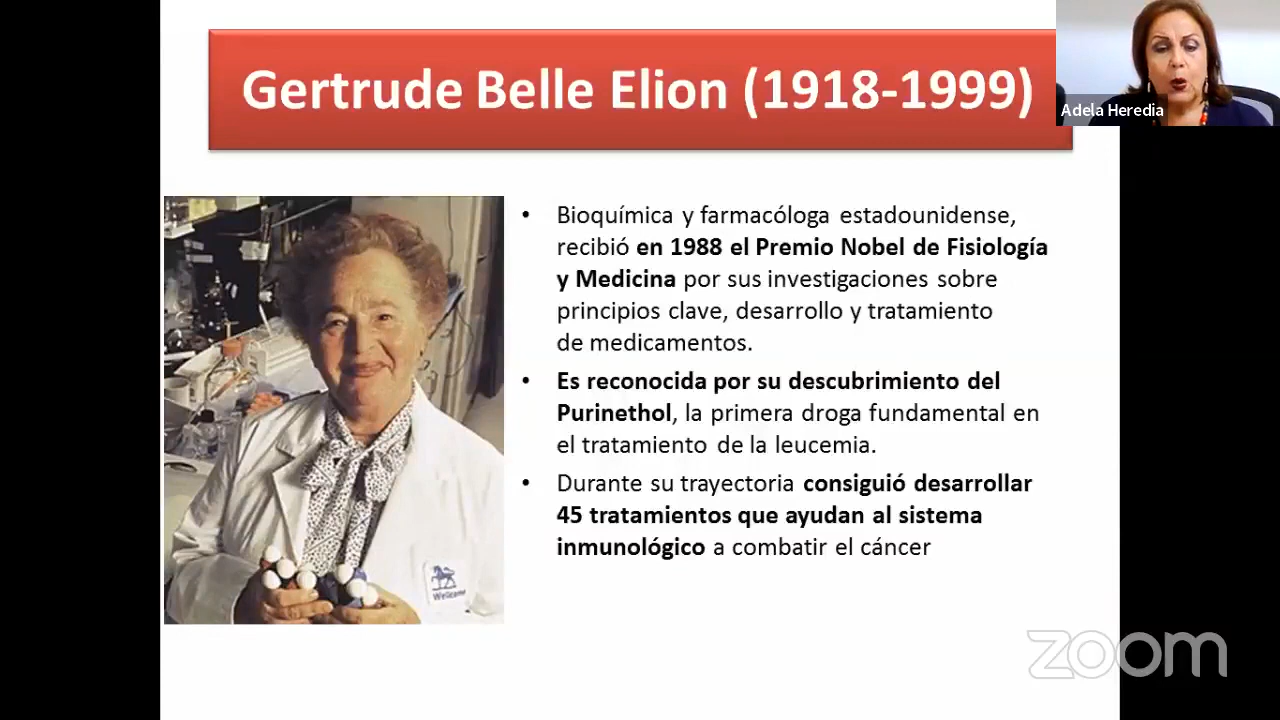 Gertrude Belle Elion (1918-1999)
Adela Heredia
• Bioquímica y farmacóloga estadounidense,
recibió en 1988 el Premio Nobel de Fisiología
y Medicina por sus investigaciones sobre
principios clave, desarrollo y tratamiento
de medicamentos.
• Es reconocida por su descubrimiento del
Purinethol, la primera droga fundamental en
el tratamiento de la leucemia.
• Durante su trayectoria consiguió desarrollar
45 tratamientos que ayudan al sistema
inmunológico a combatir el cáncer
Wellcome
zoom